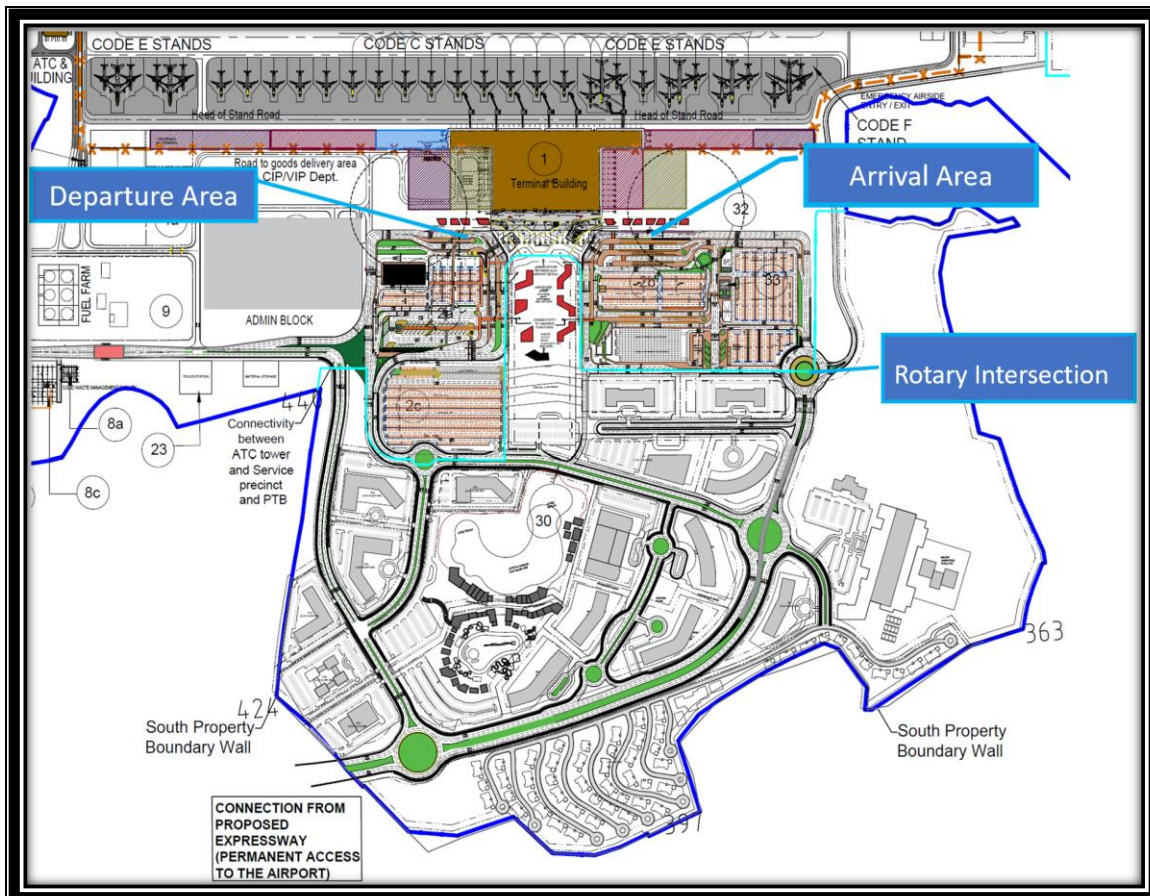 CODE E STANDS
CODE C STANDS
CODE E STANDS
ATC &
Head of Stand Road
Head of Stand Road
EMERGENCY AIRSIDE
ENTRY / EXIT
CODE F
STAND
1
Terminal Building
Road to goods delivery area
CIP/VIP Dept.
Departure Area
Arrival Area
32
FUEL FARM
9
ADMIN BLOCK
33
Rotary Intersection
2c
POLICE STATION
MATERIAL STORAGE
8a
23
8c
Connectivity
between
ATC tower
and Service
precinct
and PTB
30
363
424
South Property
Boundary Wall
South Property
Boundary Wall
397
CONNECTION FROM
PROPOSED
EXPRESSWAY
(PERMANENT ACCESS
TO THE AIRPORT)